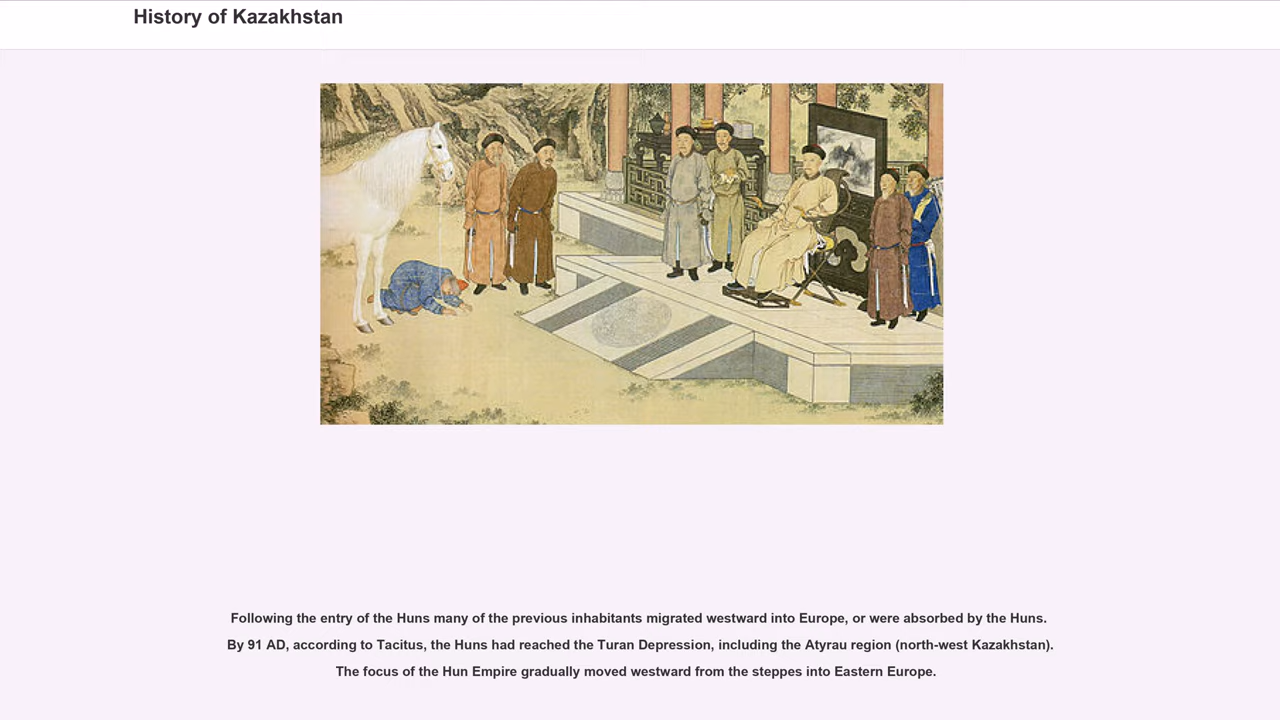 History of Kazakhstan
Following the entry of the Huns many of the previous inhabitants migrated westward into Europe, or were absorbed by the Huns.
By 91 AD, according to Tacitus, the Huns had reached the Turan Depression, including the Atyrau region (north-west Kazakhstan).
The focus of the Hun Empire gradually moved westward from the steppes into Eastern Europe.